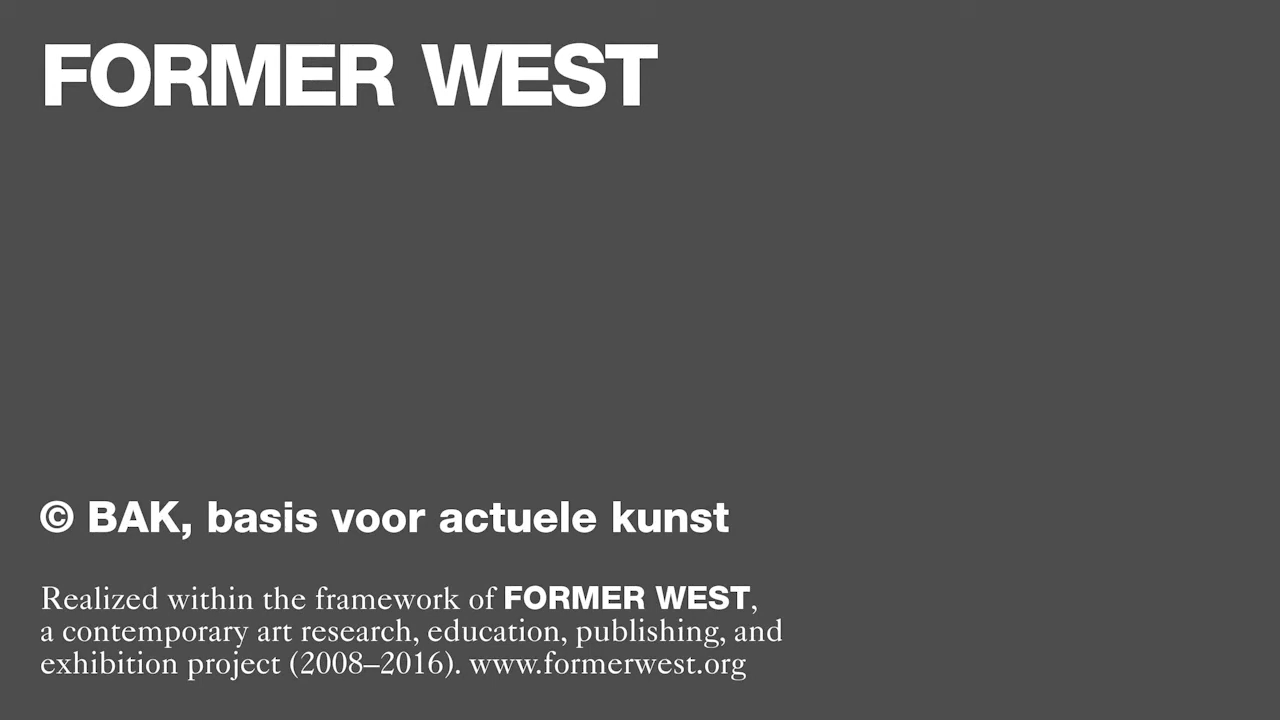 FORMER WEST
© BAK, basis voor actuele kunst
Realized within the framework of FORMER WEST,
a contemporary art research, education, publishing, and
exhibition project (2008–2016). www.formerwest.org